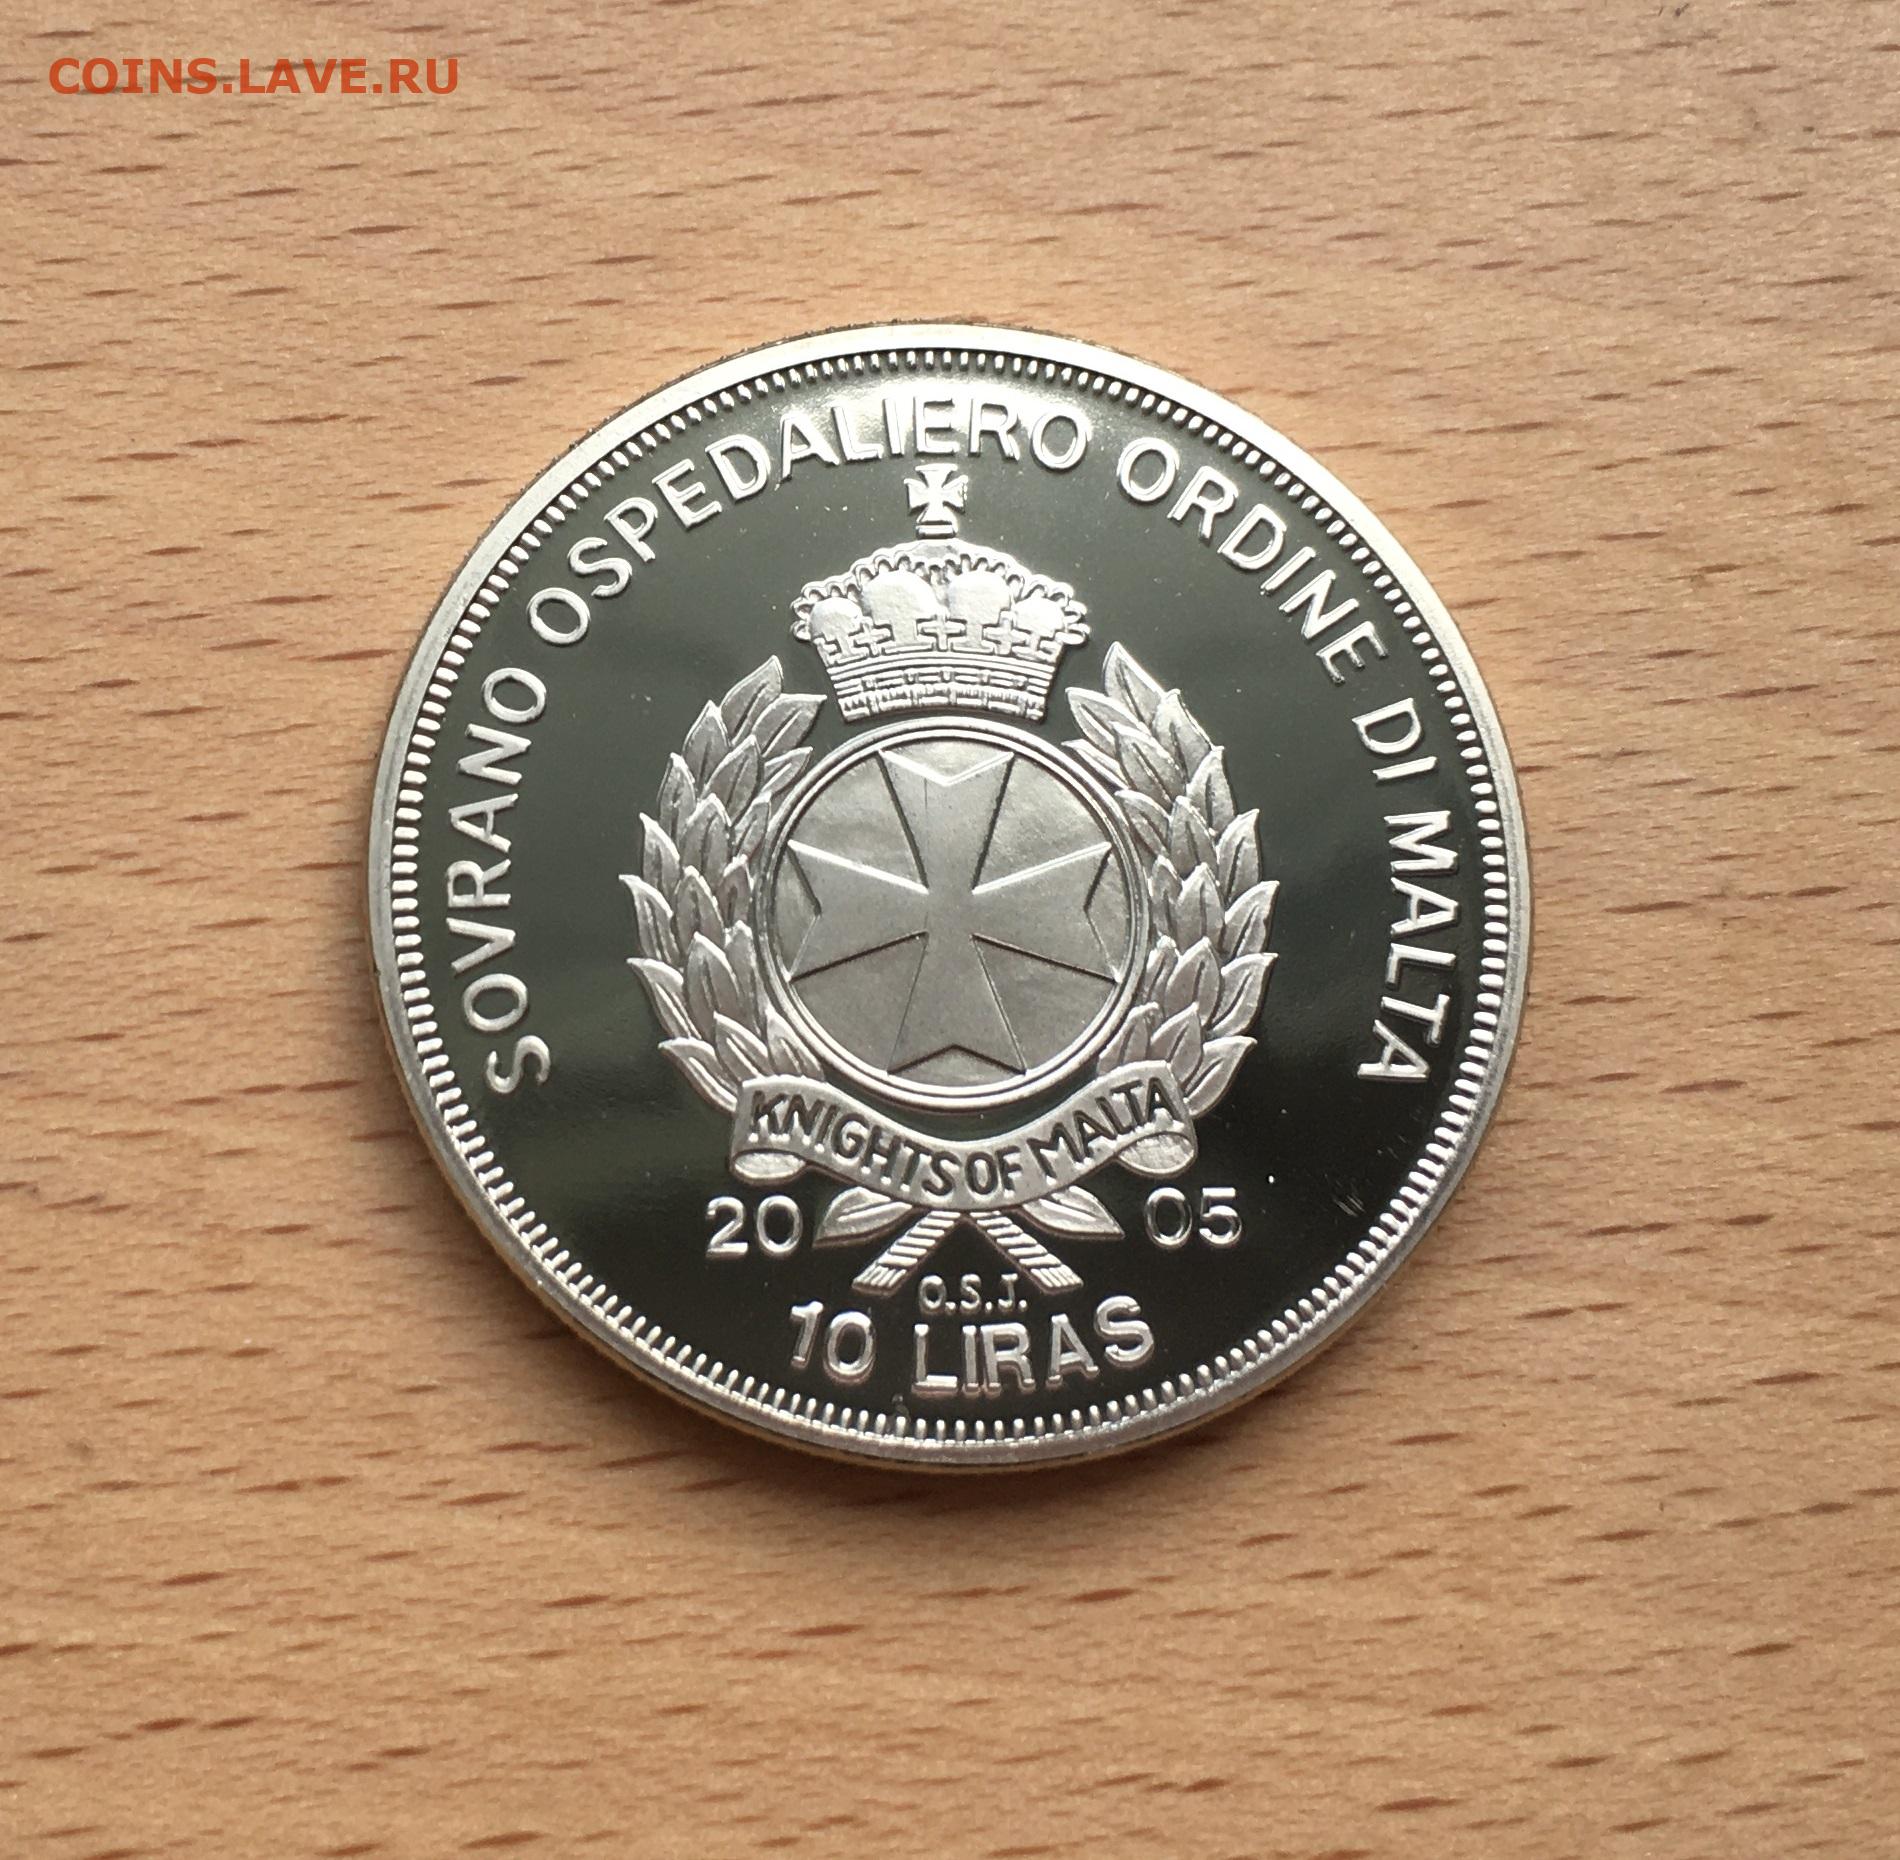 COINS.LAVE.RU
SOVRANO OSPEDALIERO ORDINE DI MALTA
KNIGHTS OF MALTA
20 05
O.S.J.
10 LIRAS